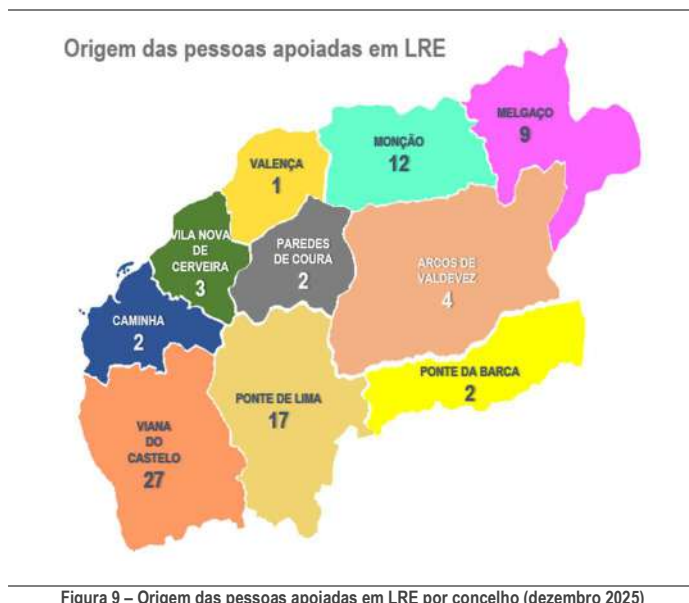 Origem das pessoas apoiadas em LRE
MELGAÇO
9
MONÇÃO
12
VALENÇA
1
VILA NOVA
DE
CERVEIRA
3
PAREDES
DE COURA
2
ARCOS DE
VALDEVEZ
4
CAMINHA
2
PONTE DA BARCA
2
PONTE DE LIMA
17
VIANA
DO
CASTELO
27
Figura 9 – Origem das pessoas apoiadas em LRE por concelho (dezembro 2025)